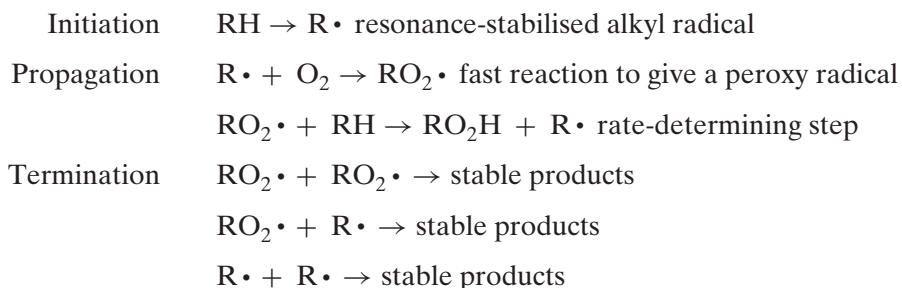 Initiation RH → R• resonance-stabilised alkyl radical
Propagation R• + O₂ → RO₂• fast reaction to give a peroxy radical
RO₂• + RH → RO₂H + R• rate-determining step
Termination RO₂• + RO₂• → stable products
RO₂• + R• → stable products
R• + R• → stable products